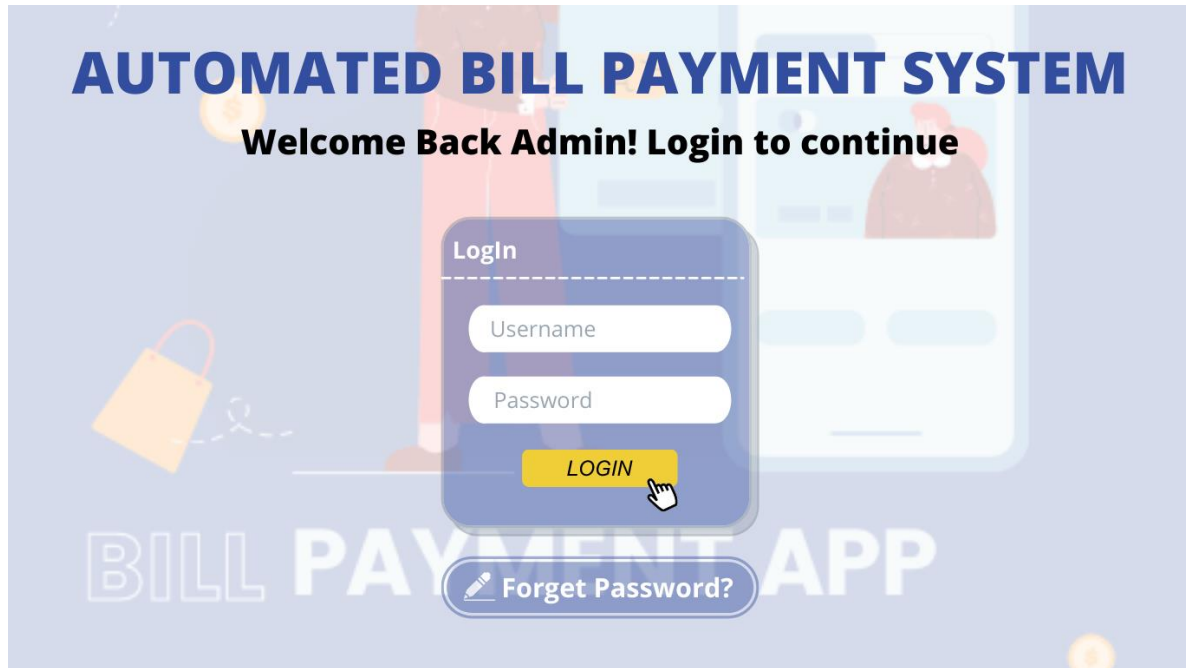 AUTOMATED BILL PAYMENT SYSTEM
Welcome Back Admin! Login to continue
LogIn
Username
Password
LOGIN
BILL PAYMENT APP
Forget Password?